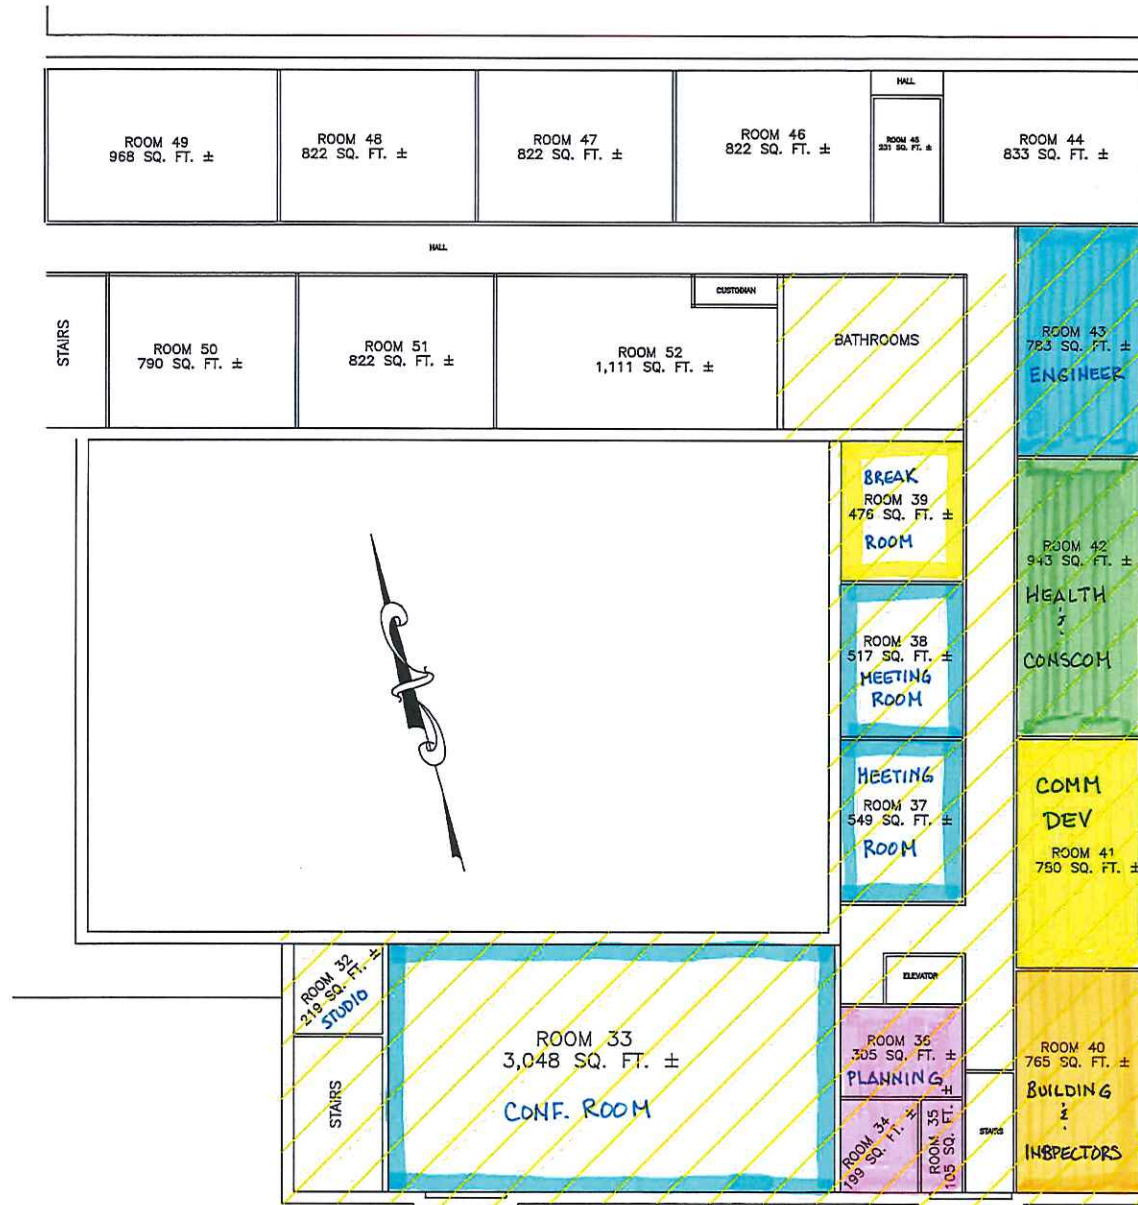 ROOM 49
968 SQ. FT. ±
ROOM 48
822 SQ. FT. ±
ROOM 47
822 SQ. FT. ±
ROOM 46
822 SQ. FT. ±
HALL
ROOM 45
231 SQ. FT. ±
ROOM 44
833 SQ. FT. ±
HALL
STAIRS
ROOM 50
790 SQ. FT. ±
ROOM 51
822 SQ. FT. ±
ROOM 52
1,111 SQ. FT. ±
CUSTODIAN
BATHROOMS
ROOM 43
783 SQ. FT. ±
ENGINEER
BREAK
ROOM 39
476 SQ. FT. ±
ROOM
ROOM 42
943 SQ. FT. ±
HEALTH
&
CONSCOM
ROOM 38
517 SQ. FT. ±
MEETING
ROOM
MEETING
ROOM 37
549 SQ. FT. ±
ROOM
COMM
DEV
ROOM 41
750 SQ. FT. ±
ROOM 32
219 SQ. FT. ±
STUDIO
STAIRS
ROOM 33
3,048 SQ. FT. ±
CONF. ROOM
ELEVATOR
ROOM 36
305 SQ. FT. ±
PLANNING
ROOM 34
199 SQ. FT. ±
ROOM 35
105 SQ. FT. ±
STAIRS
ROOM 40
765 SQ. FT. ±
BUILDING
&
INSPECTORS